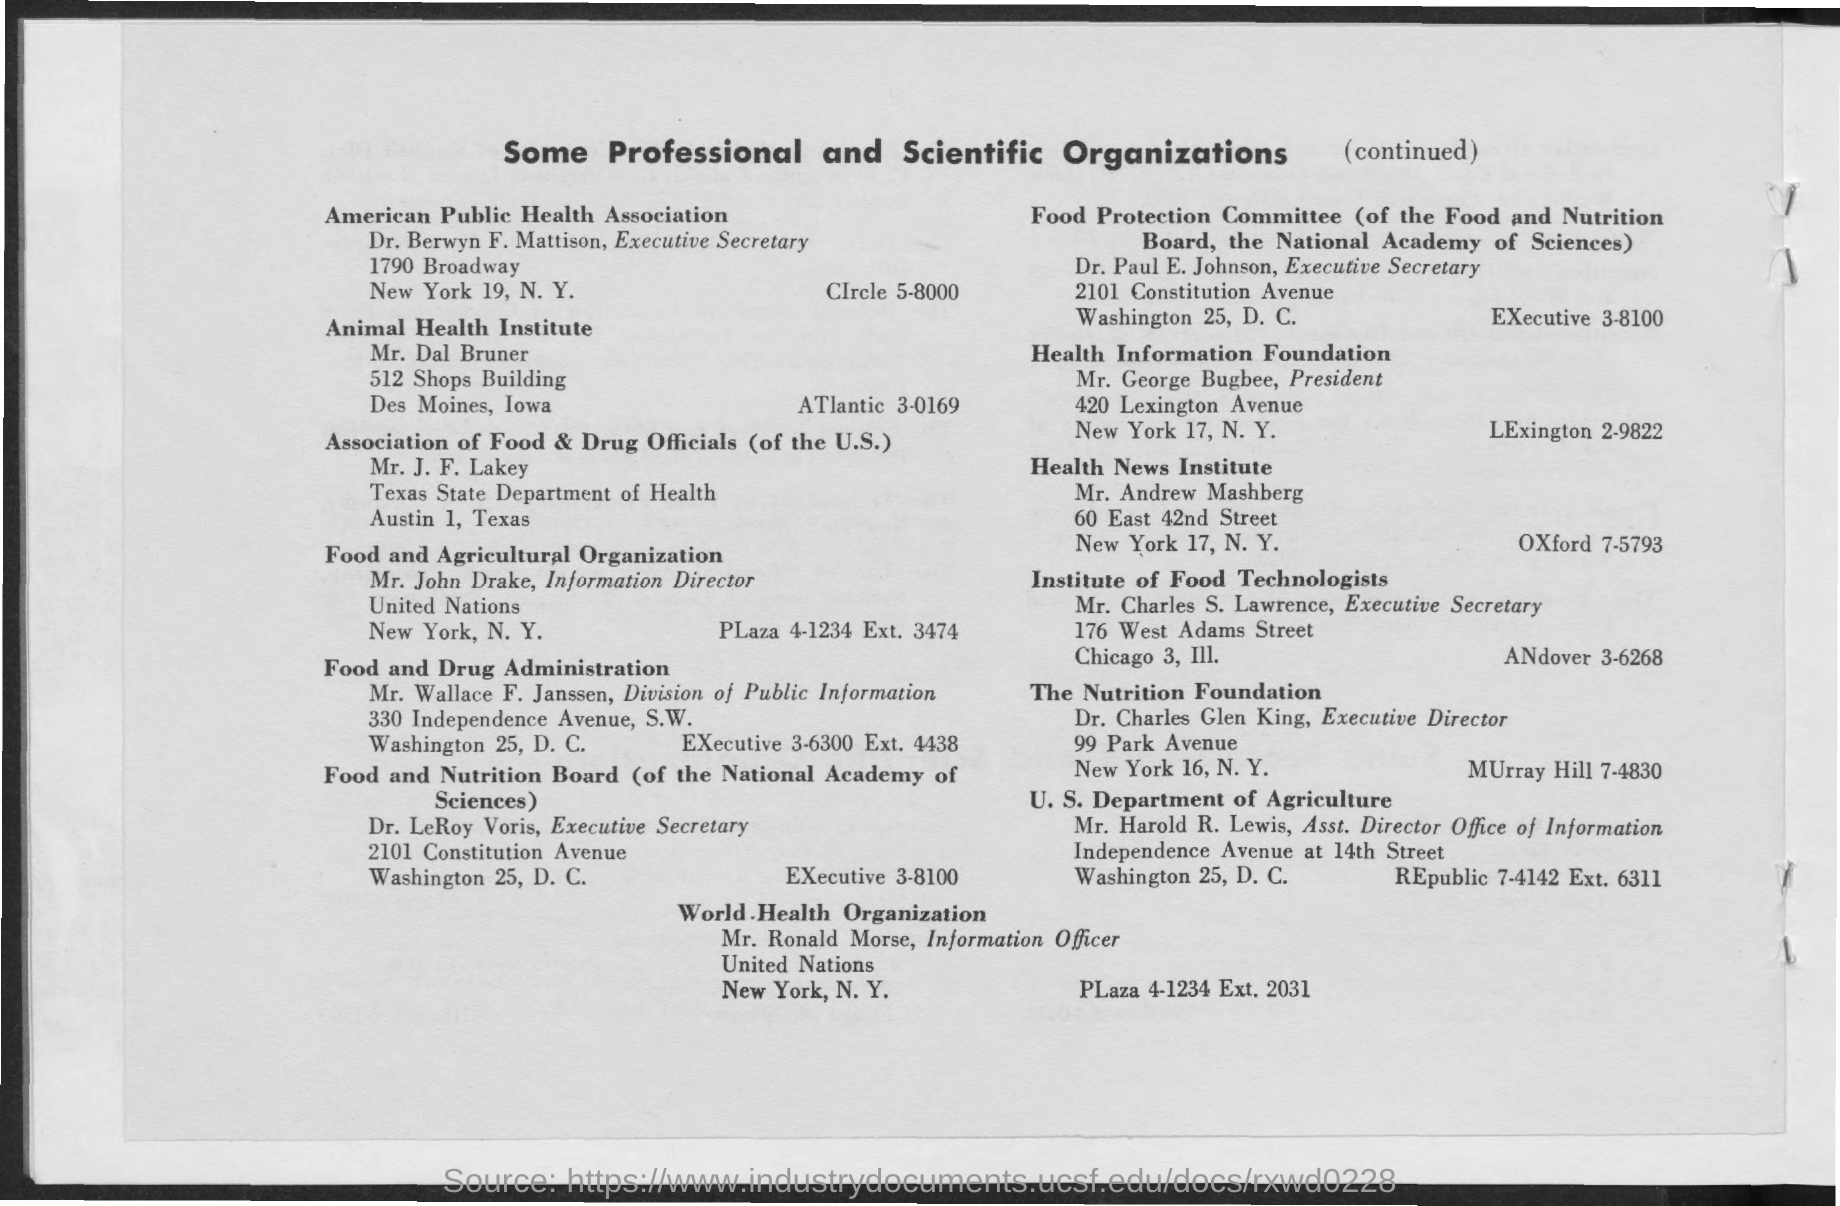 Some Professional and Scientific Organizations (continued)
American Public Health Association
Dr. Berwyn F. Mattison, Executive Secretary
1790 Broadway
New York 19, N. Y. CIrcle 5-8000
Animal Health Institute
Mr. Dal Bruner
512 Shops Building
Des Moines, Iowa ATlantic 3-0169
Association of Food & Drug Officials (of the U.S.)
Mr. J. F. Lakey
Texas State Department of Health
Austin 1, Texas
Food and Agricultural Organization
Mr. John Drake, Information Director
United Nations
New York, N. Y. PLaza 4-1234 Ext. 3474
Food and Drug Administration
Mr. Wallace F. Janssen, Division of Public Information
330 Independence Avenue, S.W.
Washington 25, D. C. EXecutive 3-6300 Ext. 4438
Food and Nutrition Board (of the National Academy of
Sciences)
Dr. LeRoy Voris, Executive Secretary
2101 Constitution Avenue
Washington 25, D. C. EXecutive 3-8100
Food Protection Committee (of the Food and Nutrition
Board, the National Academy of Sciences)
Dr. Paul E. Johnson, Executive Secretary
2101 Constitution Avenue
Washington 25, D. C. EXecutive 3-8100
Health Information Foundation
Mr. George Bugbee, President
420 Lexington Avenue
New York 17, N. Y. LExington 2-9822
Health News Institute
Mr. Andrew Mashberg
60 East 42nd Street
New York 17, N. Y. OXford 7-5793
Institute of Food Technologists
Mr. Charles S. Lawrence, Executive Secretary
176 West Adams Street
Chicago 3, Ill. ANdover 3-6268
The Nutrition Foundation
Dr. Charles Glen King, Executive Director
99 Park Avenue
New York 16, N. Y. MUrray Hill 7-4830
U. S. Department of Agriculture
Mr. Harold R. Lewis, Asst. Director Office of Information
Independence Avenue at 14th Street
Washington 25, D. C. REpublic 7-4142 Ext. 6311
World Health Organization
Mr. Ronald Morse, Information Officer
United Nations
New York, N. Y. PLaza 4-1234 Ext. 2031
Source: https://www.industrydocuments.ucsf.edu/docs/rxwd0228